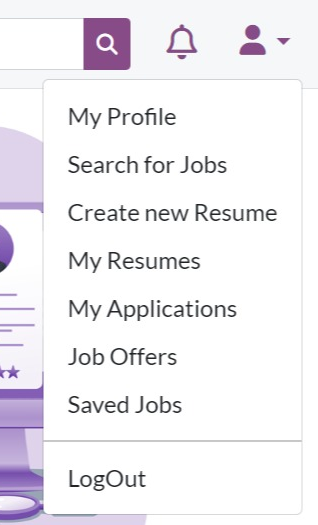 My Profile
Search for Jobs
Create new Resume
My Resumes
My Applications
Job Offers
Saved Jobs
LogOut